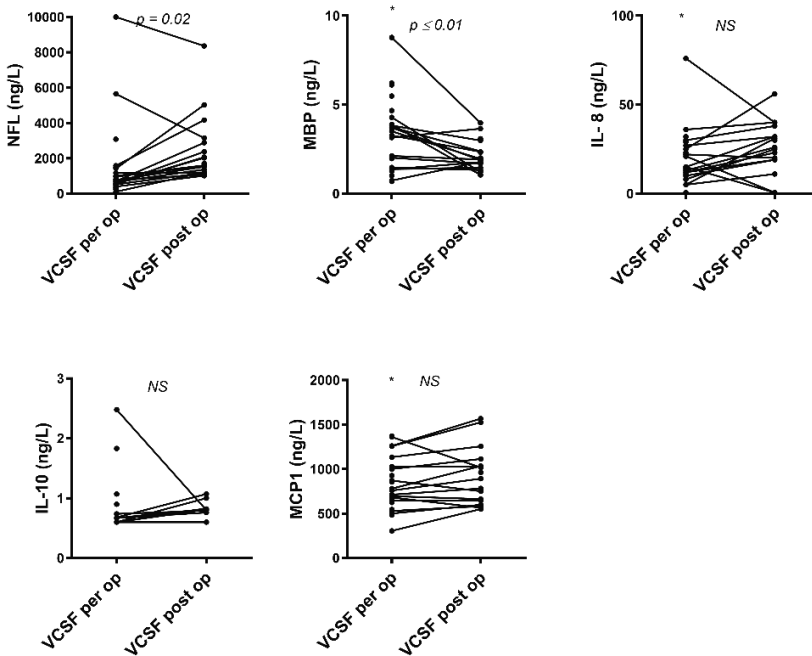 NFL (ng/L)
10000
8000
6000
4000
2000
0
p = 0.02
VCSF per op
VCSF post op
MBP (ng/L)
10
5
0
*
p ≤ 0.01
VCSF per op
VCSF post op
IL- 8 (ng/L)
100
50
0
*
NS
VCSF per op
VCSF post op
IL-10 (ng/L)
3
2
1
0
NS
VCSF per op
VCSF post op
MCP1 (ng/L)
2000
1500
1000
500
0
*
NS
VCSF per op
VCSF post op